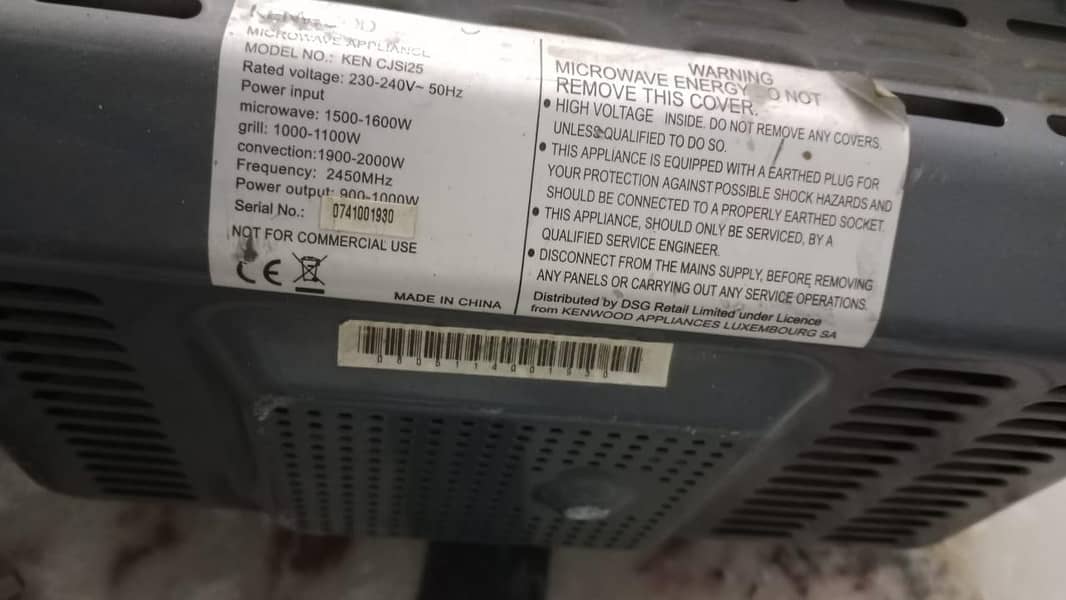 MICROWAVE APPLIANCE
MODEL NO.: KEN CJSi25
Rated voltage: 230-240V~ 50Hz
Power input
microwave: 1500-1600W
grill: 1000-1100W
convection:1900-2000W
Frequency: 2450MHz
Power output: 900-1000W
Serial No.: 0741001930
NOT FOR COMMERCIAL USE
CE
MADE IN CHINA
WARNING
MICROWAVE ENERGY DO NOT
REMOVE THIS COVER.
• HIGH VOLTAGE INSIDE. DO NOT REMOVE ANY COVERS,
UNLESS QUALIFIED TO DO SO.
• THIS APPLIANCE IS EQUIPPED WITH A EARTHED PLUG FOR
YOUR PROTECTION AGAINST POSSIBLE SHOCK HAZARDS AND
SHOULD BE CONNECTED TO A PROPERLY EARTHED SOCKET.
• THIS APPLIANCE, SHOULD ONLY BE SERVICED, BY A
QUALIFIED SERVICE ENGINEER.
• DISCONNECT FROM THE MAINS SUPPLY, BEFORE REMOVING
ANY PANELS OR CARRYING OUT ANY SERVICE OPERATIONS.
Distributed by DSG Retail Limited under Licence
from KENWOOD APPLIANCES LUXEMBOURG SA